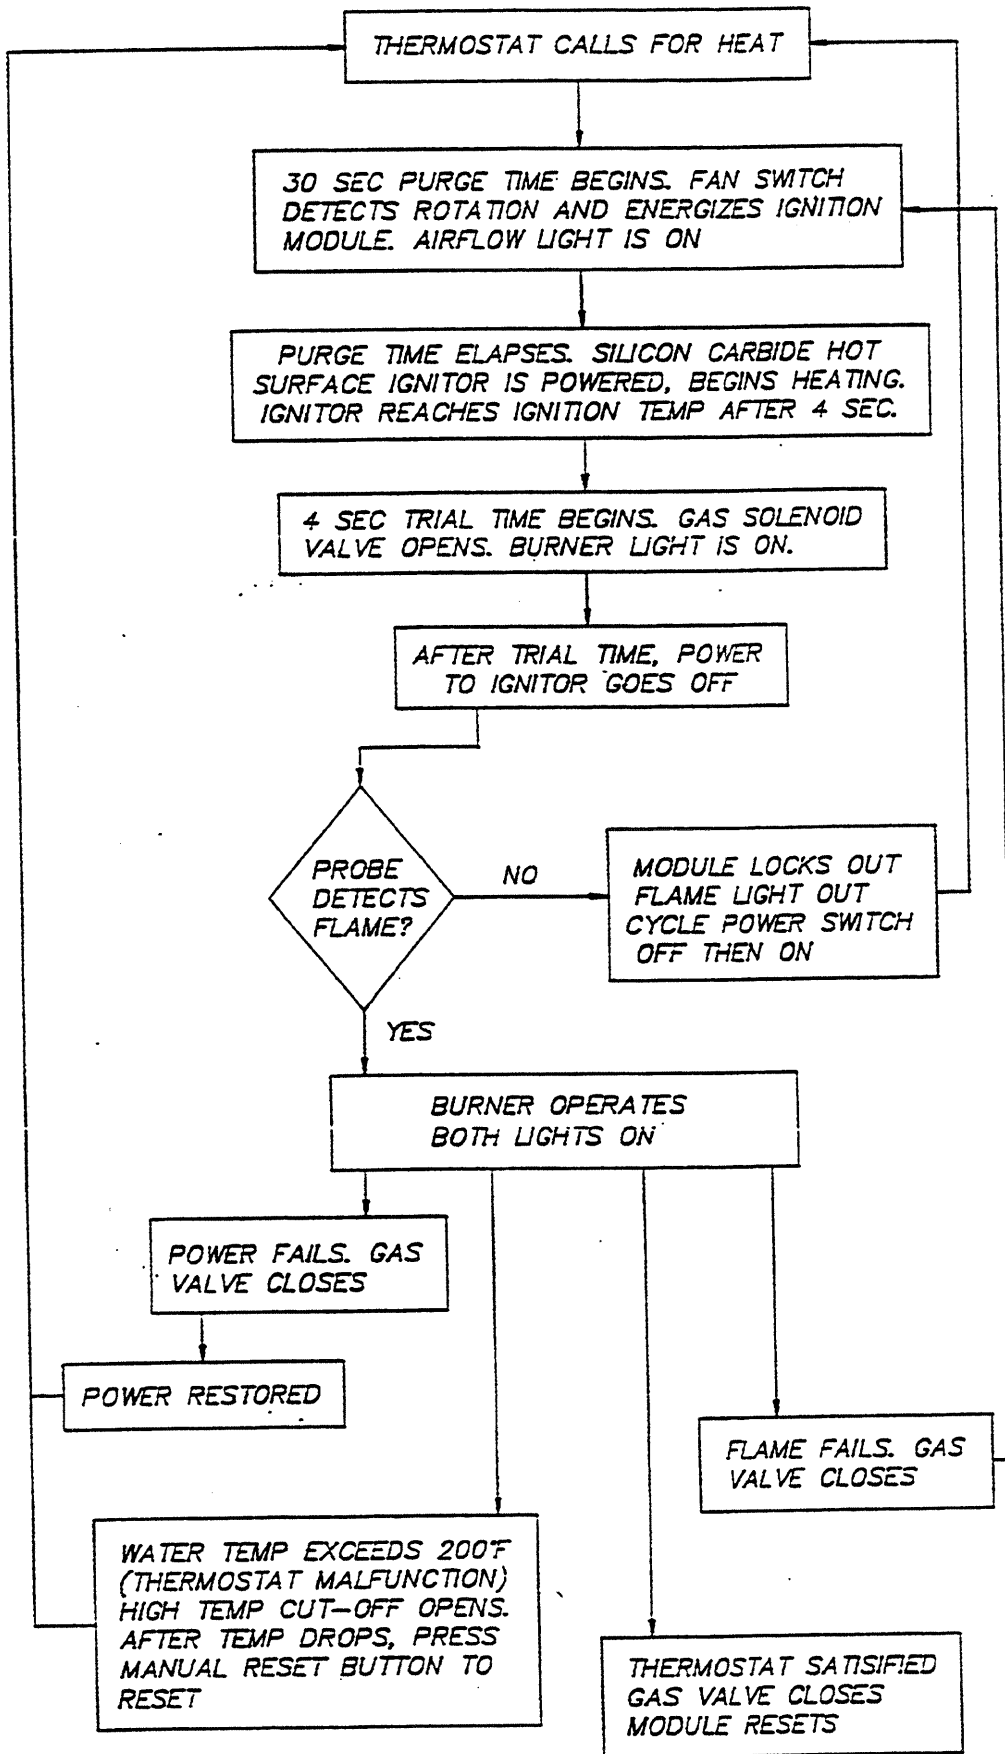 THERMOSTAT CALLS FOR HEAT
30 SEC PURGE TIME BEGINS. FAN SWITCH
DETECTS ROTATION AND ENERGIZES IGNITION
MODULE. AIRFLOW LIGHT IS ON
PURGE TIME ELAPSES. SILICON CARBIDE HOT
SURFACE IGNITOR IS POWERED, BEGINS HEATING.
IGNITOR REACHES IGNITION TEMP AFTER 4 SEC.
4 SEC TRIAL TIME BEGINS. GAS SOLENOID
VALVE OPENS. BURNER LIGHT IS ON.
AFTER TRIAL TIME, POWER
TO IGNITOR GOES OFF
PROBE
DETECTS
FLAME?
NO
MODULE LOCKS OUT
FLAME LIGHT OUT
CYCLE POWER SWITCH
OFF THEN ON
YES
BURNER OPERATES
BOTH LIGHTS ON
POWER FAILS. GAS
VALVE CLOSES
POWER RESTORED
FLAME FAILS. GAS
VALVE CLOSES
WATER TEMP EXCEEDS 200°F
(THERMOSTAT MALFUNCTION)
HIGH TEMP CUT-OFF OPENS.
AFTER TEMP DROPS, PRESS
MANUAL RESET BUTTON TO
RESET
THERMOSTAT SATISIFIED
GAS VALVE CLOSES
MODULE RESETS